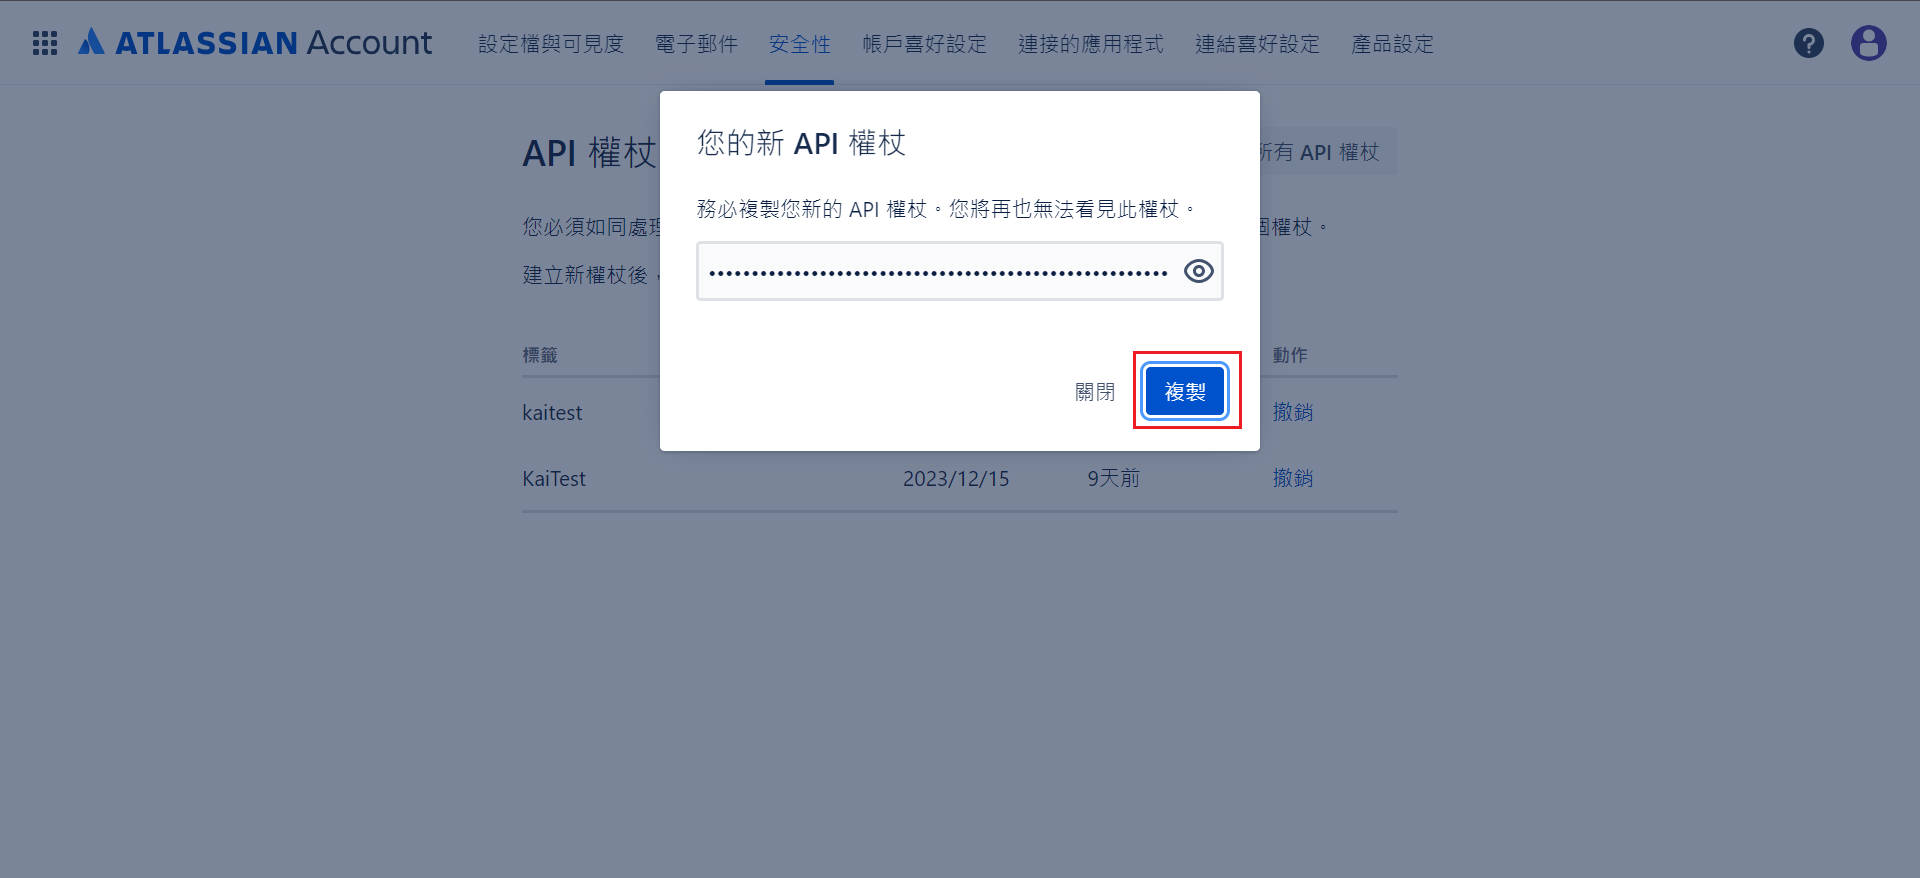 ATLASSIAN Account 設定檔與可見度 電子郵件 安全性 帳戶喜好設定 連接的應用程式 連結喜好設定 產品設定
API 權杖
所有 API 權杖
您的新 API 權杖
務必複製您新的 API 權杖。您將再也無法看見此權杖。
您必須如同處理
個權杖。
建立新權杖後，
關閉 複製
標籤 動作
kaitest 撤銷
KaiTest 2023/12/15 9天前 撤銷